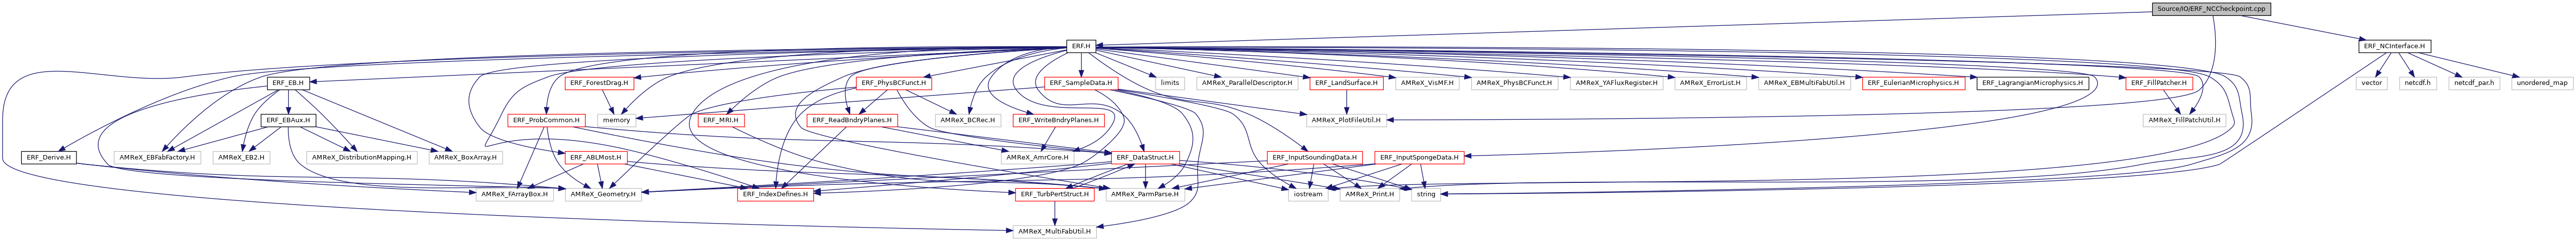 Source/IO/ERF_NCCheckpoint.cpp
ERF.H
ERF_NCInterface.H
ERF_EB.H
ERF_ForestDrag.H
ERF_PhysBCFunct.H
ERF_SampleData.H
limits
AMReX_ParallelDescriptor.H
ERF_LandSurface.H
AMReX_VisMF.H
AMReX_PhysBCFunct.H
AMReX_YAFluxRegister.H
AMReX_ErrorList.H
AMReX_EBMultiFabUtil.H
ERF_EulerianMicrophysics.H
ERF_LagrangianMicrophysics.H
ERF_FillPatcher.H
vector
netcdf.h
netcdf_par.h
unordered_map
ERF_EBAux.H
ERF_ProbCommon.H
memory
ERF_MRI.H
ERF_ReadBndryPlanes.H
AMReX_BCRec.H
ERF_WriteBndryPlanes.H
AMReX_PlotFileUtil.H
AMReX_FillPatchUtil.H
ERF_Derive.H
AMReX_EBFabFactory.H
AMReX_EB2.H
AMReX_DistributionMapping.H
AMReX_BoxArray.H
ERF_ABLMost.H
AMReX_AmrCore.H
ERF_DataStruct.H
ERF_InputSoundingData.H
ERF_InputSpongeData.H
AMReX_FArrayBox.H
AMReX_Geometry.H
ERF_IndexDefines.H
ERF_TurbPertStruct.H
AMReX_ParmParse.H
iostream
AMReX_Print.H
string
AMReX_MultiFabUtil.H